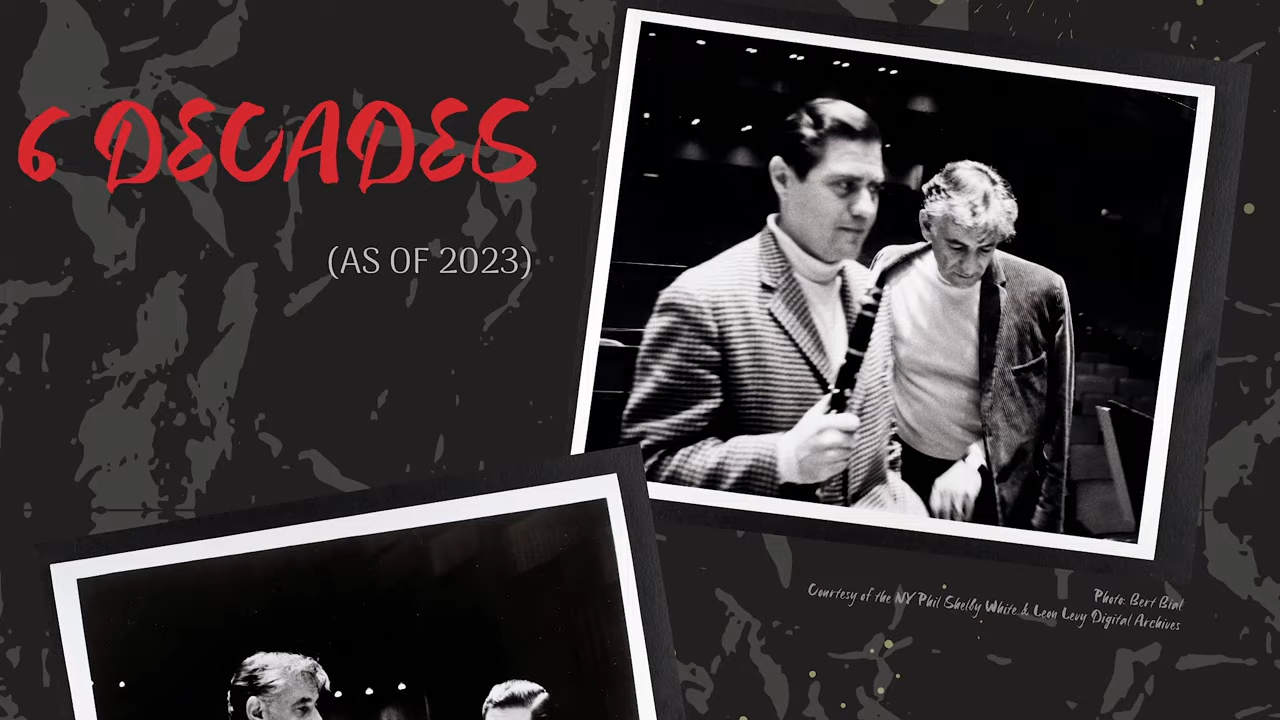 6 DECADES
(AS OF 2023)
Photo: Bert Bial
Courtesy of the NY Phil Shelby White & Leon Levy Digital Archives